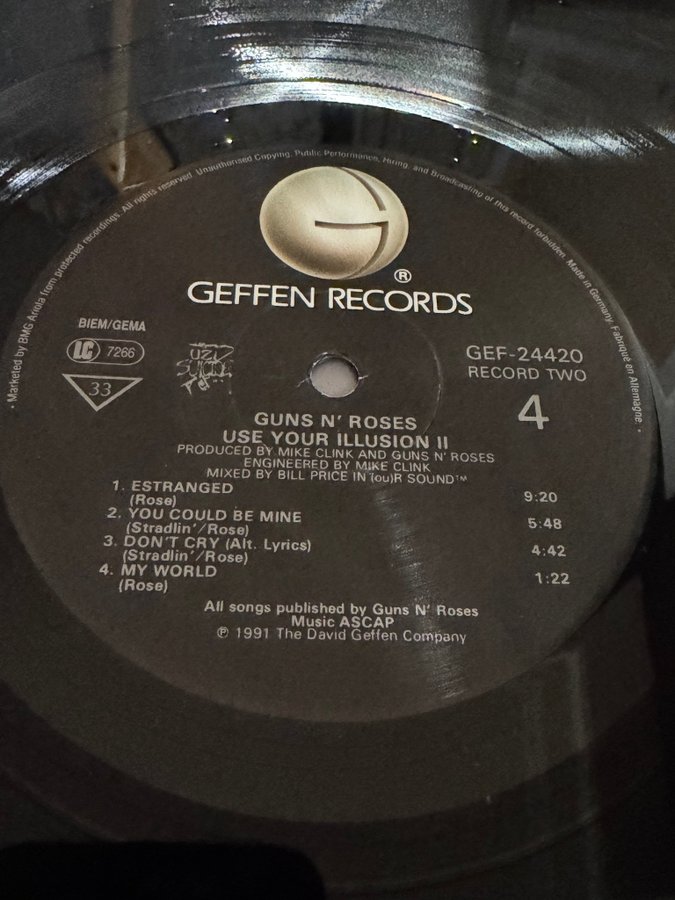 Marketed by BMG Ariola from protected recordings. All rights reserved. Unauthorised Copying, Public Performance, Hiring, and Broadcasting of this record forbidden. Made in Germany. Fabriqué en Allemagne.
G
®
GEFFEN RECORDS
BIEM/GEMA
LC 7266
33
UZI
SUICIDE
GEF-24420
RECORD TWO
4
GUNS N' ROSES
USE YOUR ILLUSION II
PRODUCED BY MIKE CLINK AND GUNS N' ROSES
ENGINEERED BY MIKE CLINK
MIXED BY BILL PRICE IN (ou)R SOUND™
1. ESTRANGED 9:20
(Rose)
2. YOU COULD BE MINE 5:48
(Stradlin'/Rose)
3. DON'T CRY (Alt. Lyrics) 4:42
(Stradlin'/Rose)
4. MY WORLD 1:22
(Rose)
All songs published by Guns N' Roses
Music ASCAP
℗ 1991 The David Geffen Company